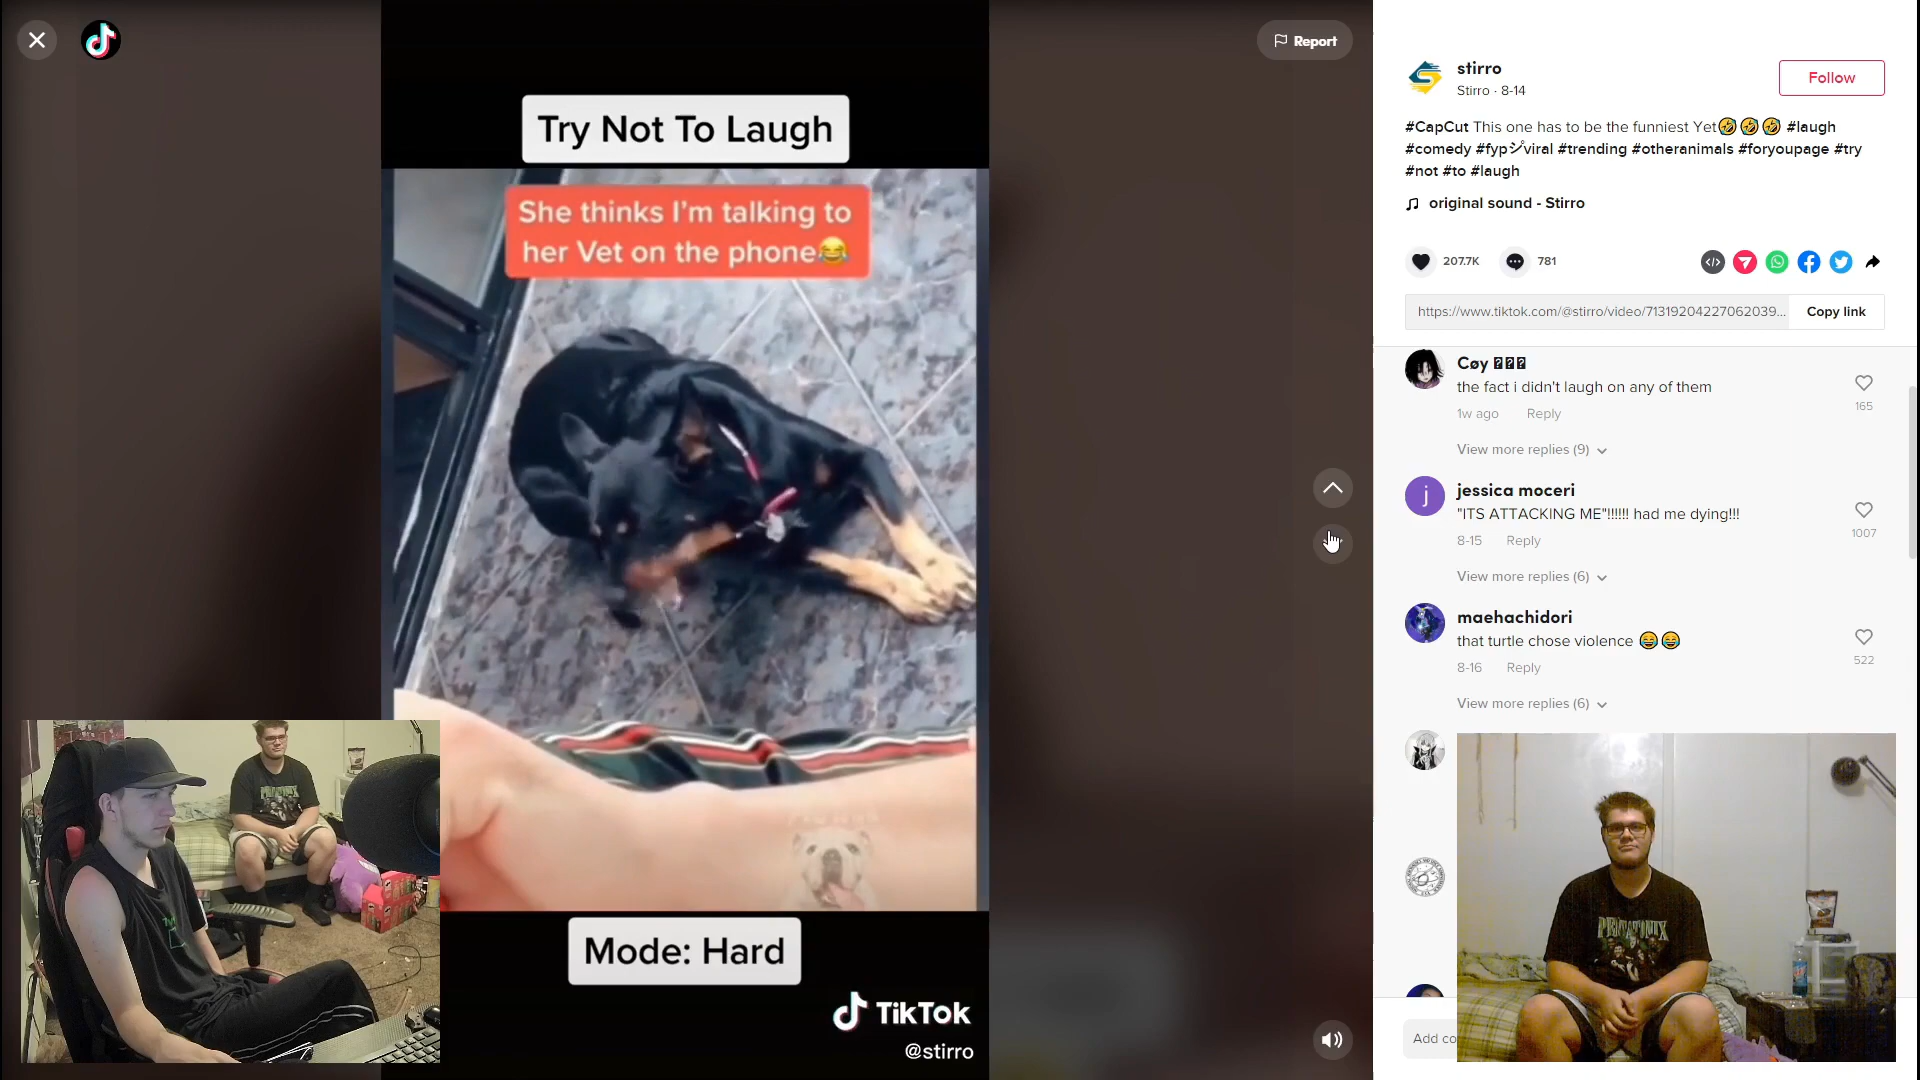 Report
Try Not To Laugh
She thinks I'm talking to
her Vet on the phone😂
Mode: Hard
TikTok
@stirro
stirro
Stirro · 8-14
Follow
#CapCut This one has to be the funniest Yet🤣🤣🤣 #laugh
#comedy #fypシviral #trending #otheranimals #foryoupage #try
#not #to #laugh
original sound - Stirro
207.7K
781
https://www.tiktok.com/@stirro/video/71319204227062039...
Copy link
Cøy
the fact i didn't laugh on any of them
165
1w ago Reply
View more replies (9)
jessica moceri
"ITS ATTACKING ME"!!!!!! had me dying!!!
1007
8-15 Reply
View more replies (6)
maehachidori
that turtle chose violence 😂😂
522
8-16 Reply
View more replies (6)
PENTATONIX
Add co